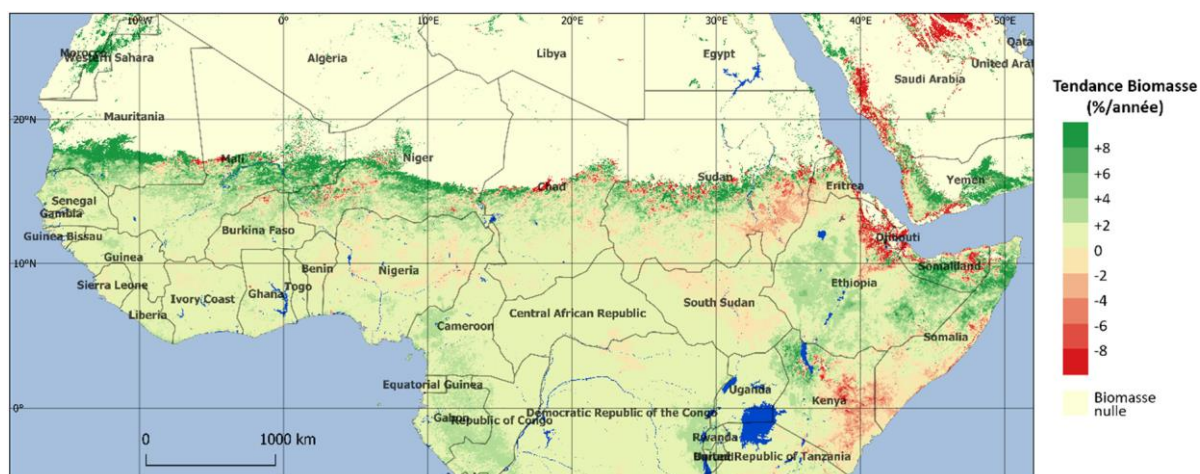 10°W 0° 10°E 20°E 30°E 40°E 50°E
Morocco
Western Sahara
Algeria
Libya
Egypt
Qata
United Arab
Saudi Arabia
20°N
Mauritania
Mali
Niger
Chad
Sudan
Eritrea
Yemen
Senegal
Gambia
Guinea Bissau
Burkina Faso
Djibouti
10°N
Guinea
Benin
Nigeria
Somaliland
Sierra Leone
Ivory Coast
Ghana
Togo
Ethiopia
Liberia
Cameroon
Central African Republic
South Sudan
Somalia
Equatorial Guinea
Uganda
Kenya
0°
Gabon
Republic of Congo
Democratic Republic of the Congo
Rwanda
United Republic of Tanzania
0 1000 km
Tendance Biomasse
(%/année)
+8
+6
+4
+2
0
-2
-4
-6
-8
Biomasse
nulle